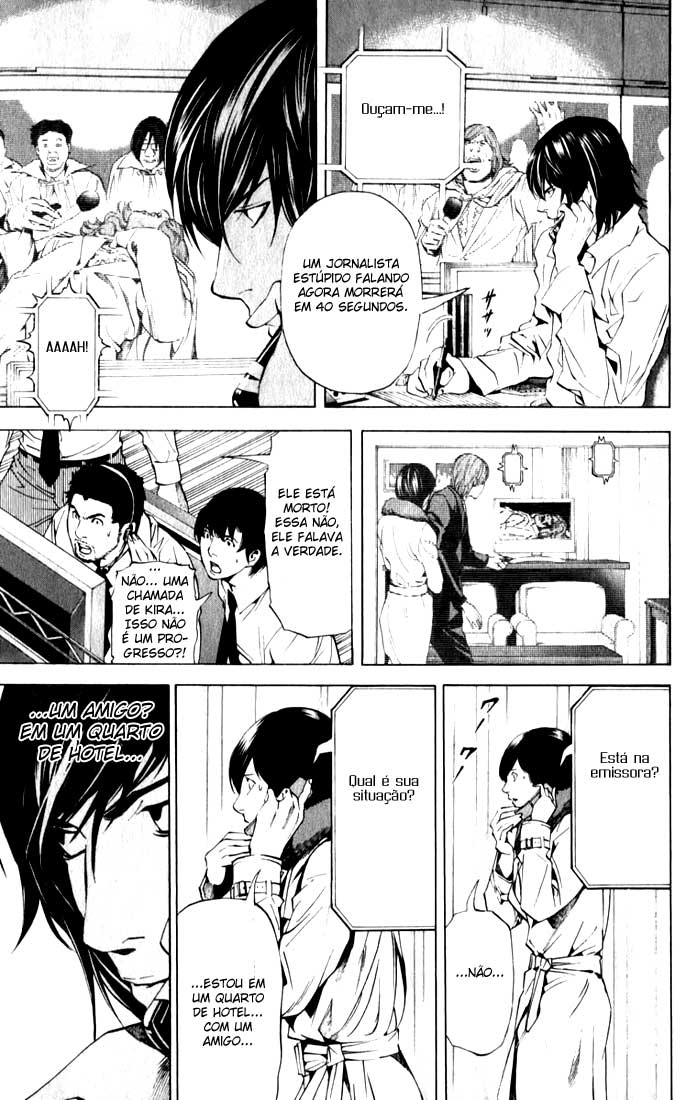 Ouçam-me...!
UM JORNALISTA
ESTÚPIDO FALANDO
AGORA MORRERÁ
EM 40 SEGUNDOS.
AAAAH!
ELE ESTÁ
MORTO!
ESSA NÃO,
ELE FALAVA
A VERDADE.
...
NÃO... UMA
CHAMADA
DE KIRA...
ISSO NÃO
É UM PRO-
GRESSO?!
Está na
emissora?
...NÃO...
Qual é sua
situação?
...ESTOU EM
UM QUARTO
DE HOTEL...
COM UM
AMIGO...
...UM AMIGO?
EM UM QUARTO
DE HOTEL...